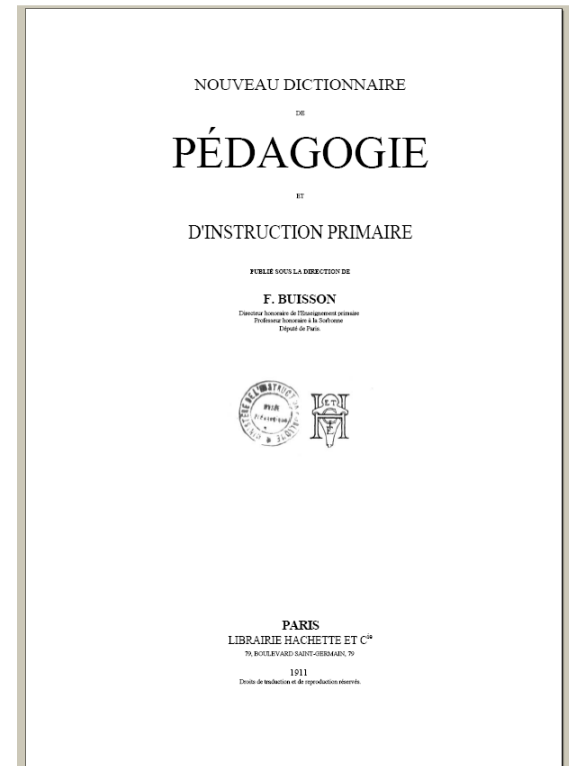 NOUVEAU DICTIONNAIRE
DE
PÉDAGOGIE
ET
D'INSTRUCTION PRIMAIRE
PUBLIÉ SOUS LA DIRECTION DE
F. BUISSON
Directeur honoraire de l'Enseignement primaire
Professeur honoraire à la Sorbonne
Député de Paris.
PARIS
LIBRAIRIE HACHETTE ET Cie
79, BOULEVARD SAINT-GERMAIN, 79
1911
Droits de traduction et de reproduction réservés.